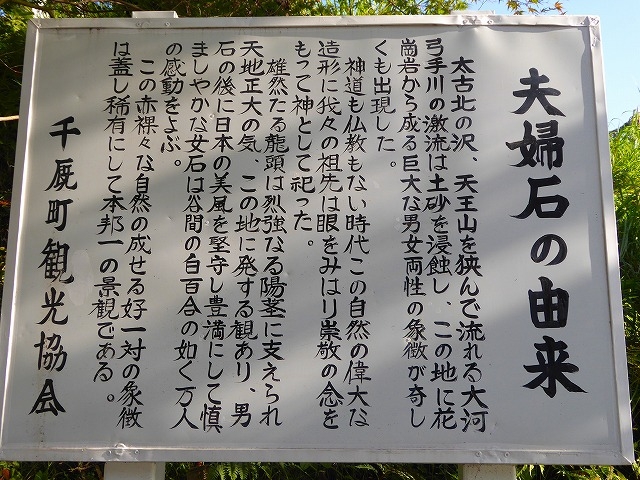 夫婦石の由来
太古北の沢、天王山を挟んで流れる大河
弓手川の激流は土砂を浸蝕し、この地に花
崗岩から成る巨大な男女両性の象徴が奇し
くも出現した。
神道も仏教もない時代この自然の偉大な
造形に我々の祖先は眼をみはり崇敬の念を
もって神として祀った。
雄然たる龍頭は烈強なる陽茎に支えられ
天地正大の気、この地に発する観あり、男
石の後に日本の美風を堅守し豊満にして慎
ましやかな女石は谷間の白百合の如く万人
の感動をよぶ。
この赤裸々な自然の成せる好一対の象徴
は蓋し稀有にして本邦一の景観である。
千厩町観光協会